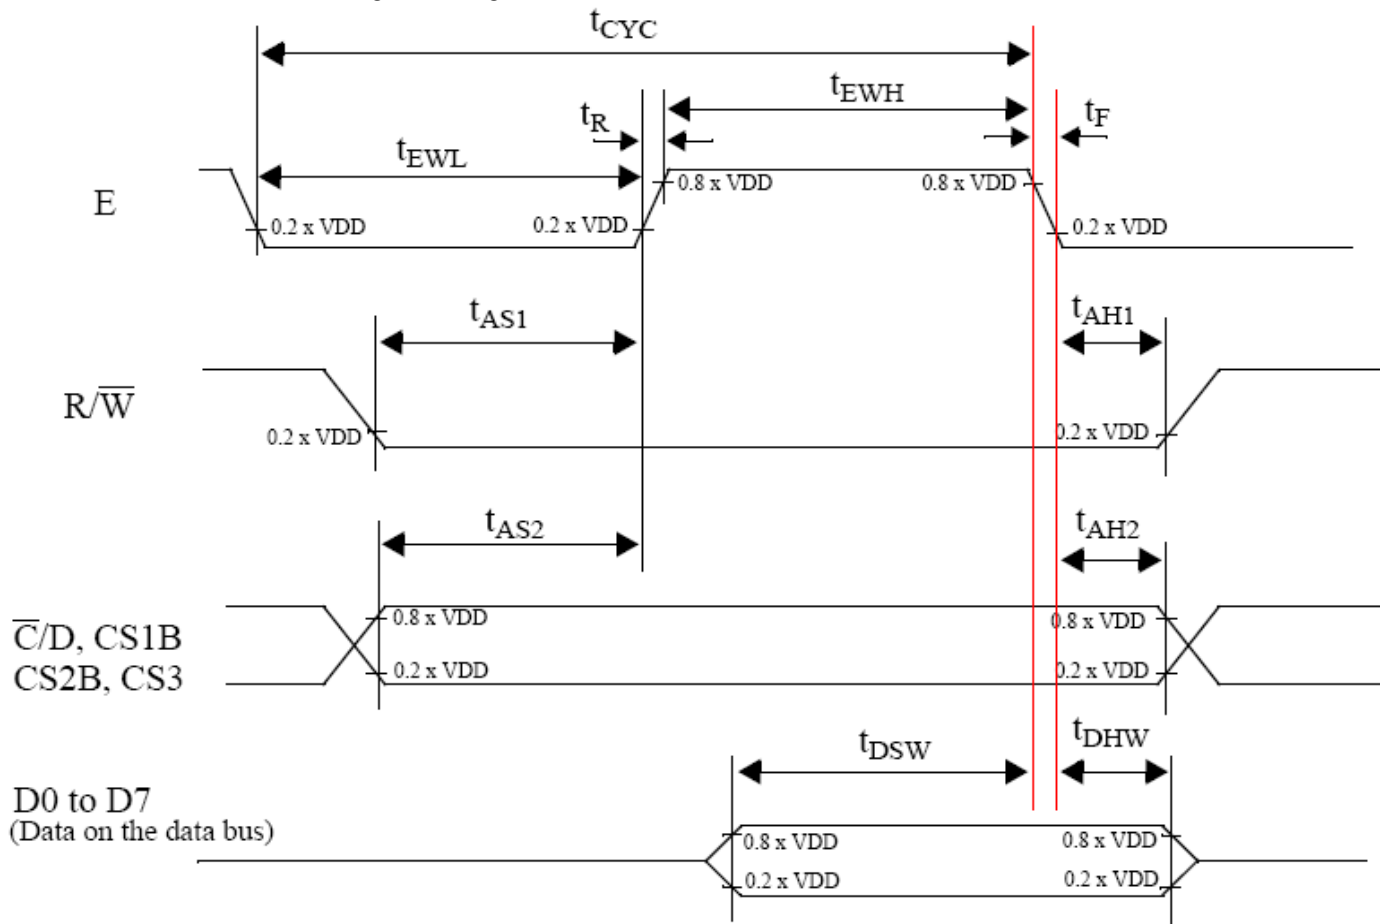 tCYC
tEWH
tR
tF
tEWL
E
0.8 x VDD
0.8 x VDD
0.2 x VDD
0.2 x VDD
0.2 x VDD
tAS1
tAH1
R/W̅
0.2 x VDD
0.2 x VDD
tAS2
tAH2
C̅/D, CS1B
CS2B, CS3
0.8 x VDD
0.8 x VDD
0.2 x VDD
0.2 x VDD
tDSW
tDHW
D0 to D7
(Data on the data bus)
0.8 x VDD
0.8 x VDD
0.2 x VDD
0.2 x VDD